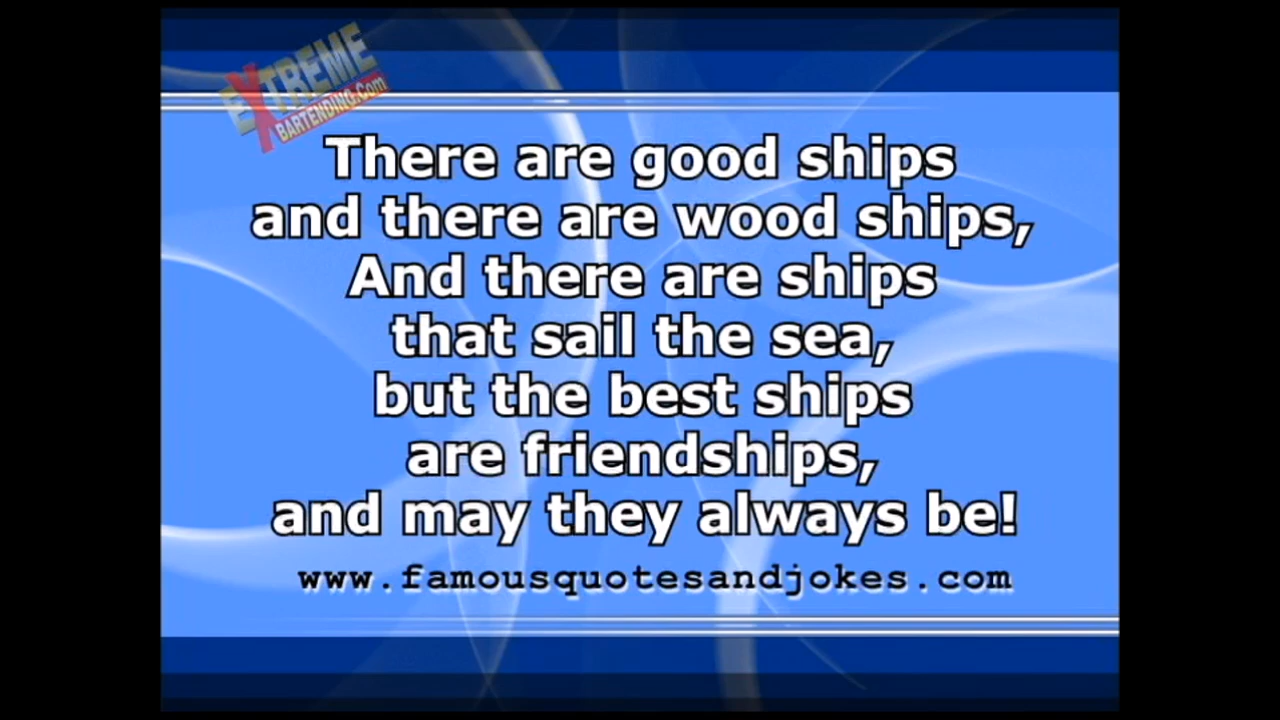 EXTREME
BARTENDING.Com
There are good ships
and there are wood ships,
And there are ships
that sail the sea,
but the best ships
are friendships,
and may they always be!
www.famousquotesandjokes.com